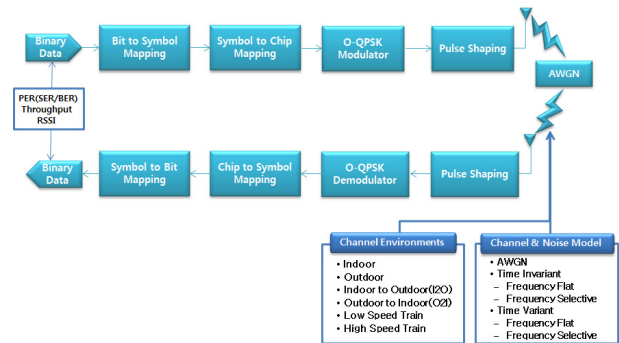 Binary
Data
Bit to Symbol
Mapping
Symbol to Chip
Mapping
O-QPSK
Modulator
Pulse Shaping
AWGN
PER(SER/BER)
Throughput
RSSI
Binary
Data
Symbol to Bit
Mapping
Chip to Symbol
Mapping
O-QPSK
Demodulator
Pulse Shaping
Channel Environments
• Indoor
• Outdoor
• Indoor to Outdoor(I2O)
• Outdoor to Indoor(O2I)
• Low Speed Train
• High Speed Train
Channel & Noise Model
• AWGN
• Time Invariant
– Frequency Flat
– Frequency Selective
• Time Variant
– Frequency Flat
– Frequency Selective